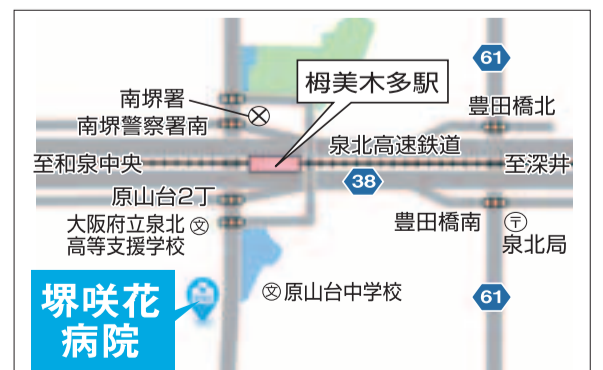 61
栂美木多駅
南堺署
豊田橋北
南堺警察署南
泉北高速鉄道
至和泉中央
至深井
38
原山台2丁
大阪府立泉北
高等支援学校
文
豊田橋南
〒
泉北局
堺咲花
病院
文
原山台中学校
61